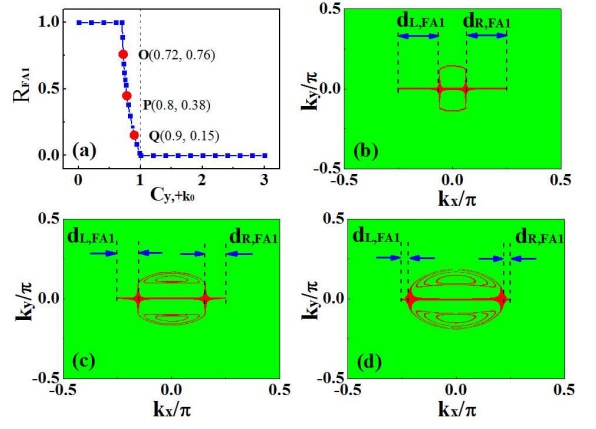 1.0
0.5
0.0
R_FA1
O(0.72, 0.76)
P(0.8, 0.38)
Q(0.9, 0.15)
(a)
0 1 2 3
C_y,+k₀
0.5
0.0
-0.5
k_y/π
d_L,FA1 d_R,FA1
(b)
-0.5 0.0 0.5
k_x/π
0.5
0.0
-0.5
k_y/π
d_L,FA1 d_R,FA1
(c)
-0.5 0.0 0.5
k_x/π
0.5
0.0
-0.5
k_y/π
d_L,FA1 d_R,FA1
(d)
-0.5 0.0 0.5
k_x/π